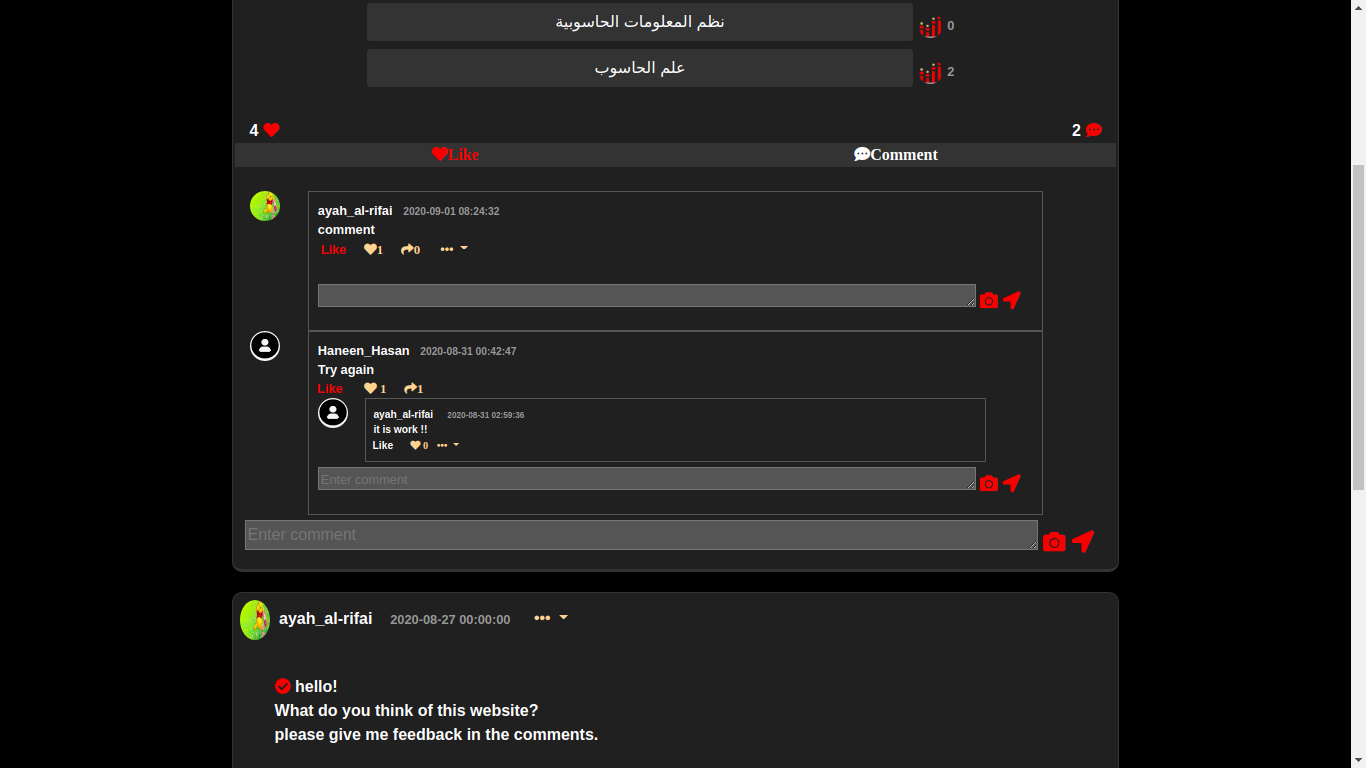 نظم المعلومات الحاسوبية 0
علم الحاسوب 2
4 2
Like Comment
ayah_al-rifai 2020-09-01 08:24:32
comment
Like 1 0 •••
Haneen_Hasan 2020-08-31 00:42:47
Try again
Like 1 1
ayah_al-rifai 2020-08-31 02:59:36
it is work !!
Like 0 •••
Enter comment
Enter comment
ayah_al-rifai 2020-08-27 00:00:00 •••
hello!
What do you think of this website?
please give me feedback in the comments.